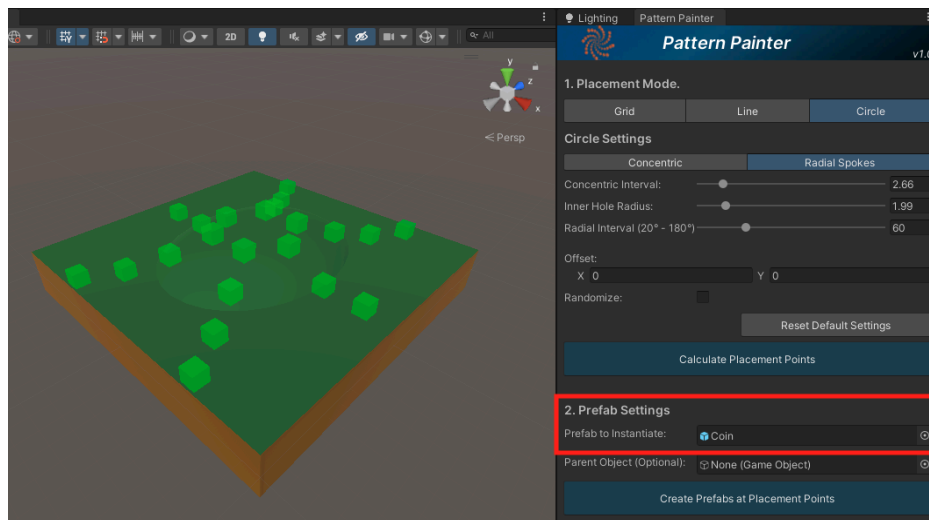 Lighting Pattern Painter
2D All
Pattern Painter
v1.0
y
z
x
Persp
1. Placement Mode.
Grid Line Circle
Circle Settings
Concentric Radial Spokes
Concentric Interval: 2.66
Inner Hole Radius: 1.99
Radial Interval (20° - 180°) 60
Offset:
X 0 Y 0
Randomize:
Reset Default Settings
Calculate Placement Points
2. Prefab Settings
Prefab to Instantiate: Coin
Parent Object (Optional): None (Game Object)
Create Prefabs at Placement Points